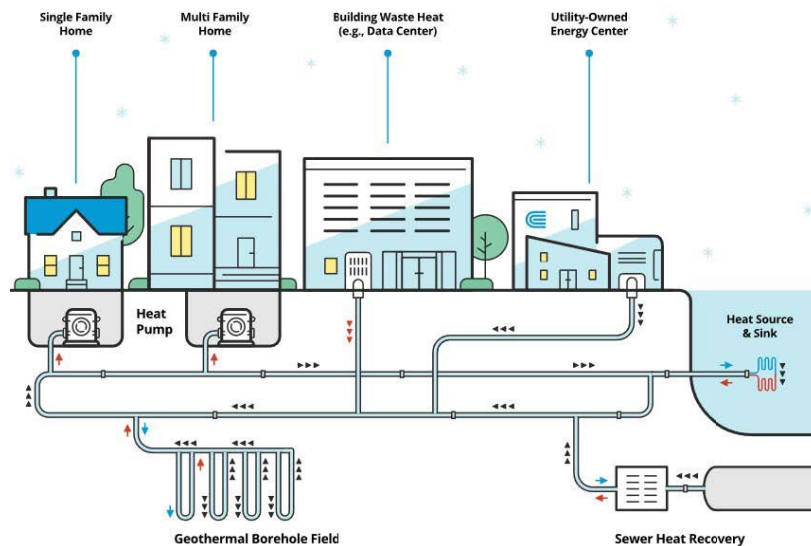 Single Family
Home
Multi Family
Home
Building Waste Heat
(e.g., Data Center)
Utility-Owned
Energy Center
Heat
Pump
Heat Source
& Sink
Geothermal Borehole Field
Sewer Heat Recovery